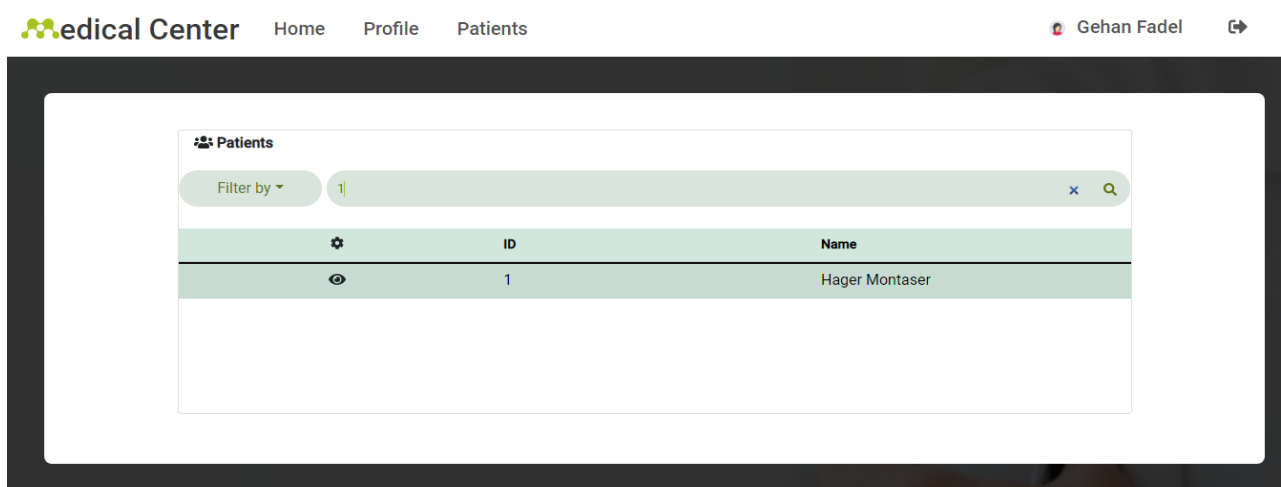 edical Center Home Profile Patients Gehan Fadel
Patients
Filter by 1
ID Name
1 Hager Montaser